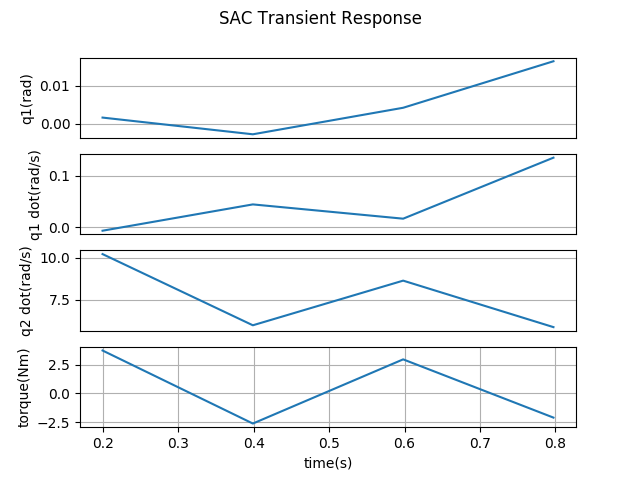 SAC Transient Response
q1(rad)
0.01
0.00
q1 dot(rad/s)
0.1
0.0
q2 dot(rad/s)
10.0
7.5
torque(Nm)
2.5
0.0
−2.5
0.2 0.3 0.4 0.5 0.6 0.7 0.8
time(s)